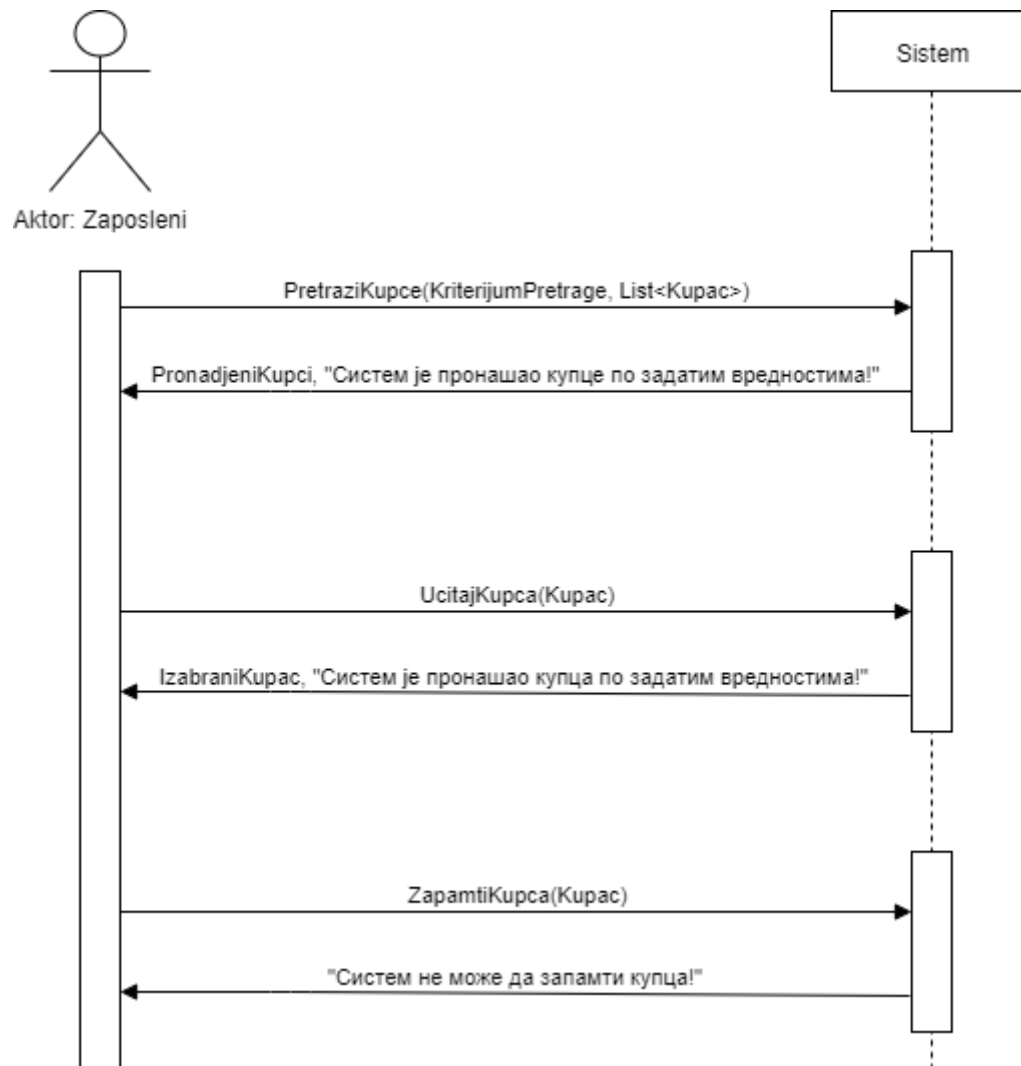 Sistem
Aktor: Zaposleni
PretraziKupce(KriterijumPretrage, List<Kupac>)
PronadjeniKupci, "Систем је пронашао купце по задатим вредностима!"
UcitajKupca(Kupac)
IzabraniKupac, "Систем је пронашао купца по задатим вредностима!"
ZapamtiKupca(Kupac)
"Систем не може да запамти купца!"